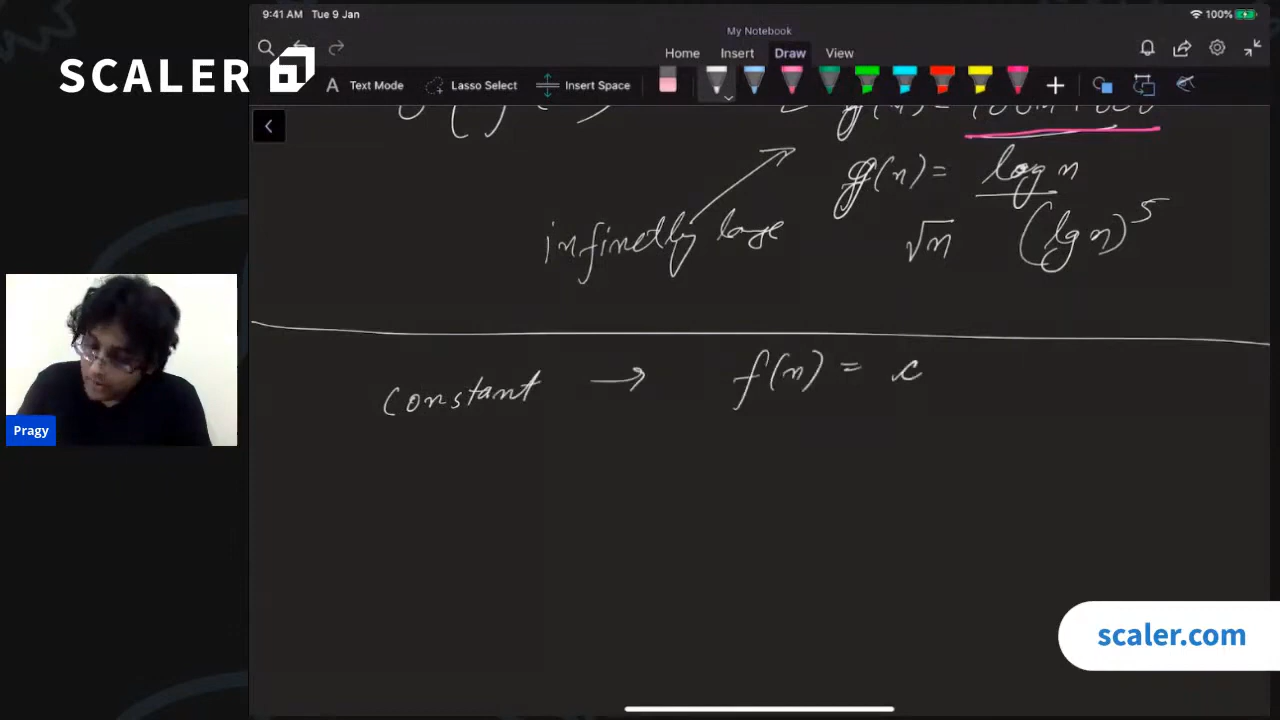 9:41 AM Tue 9 Jan
100%
My Notebook
Home Insert Draw View
SCALER
Text Mode Lasso Select Insert Space
g(n) =
g(n) = log n
infinetly large √n (lg n)^5
constant → f(n) = c
Pragy
scaler.com